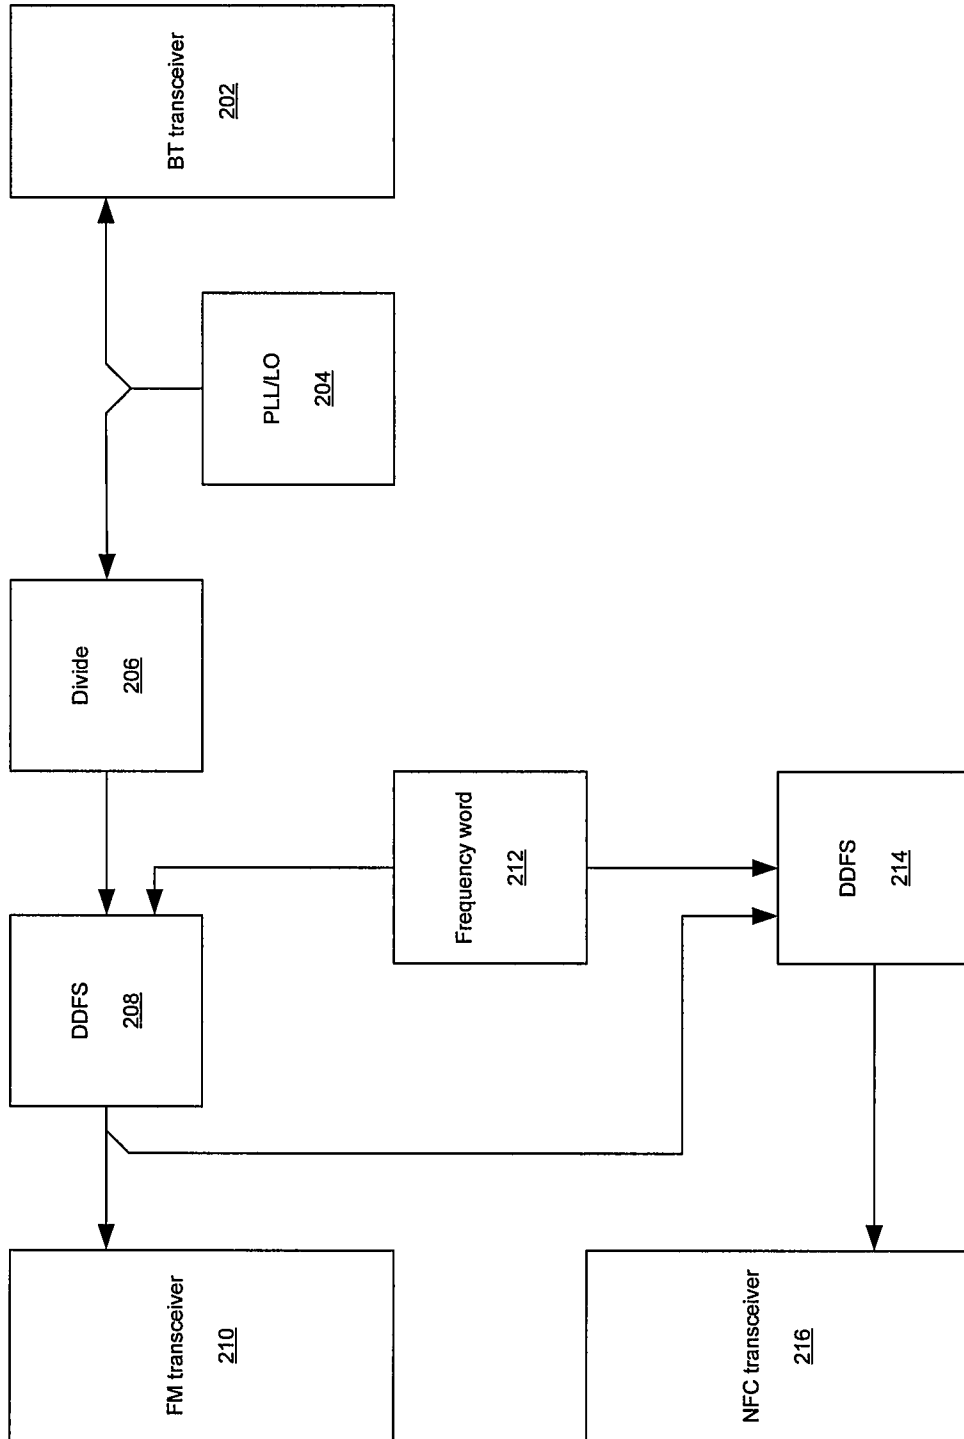 FM transceiver
210
DDFS
208
Divide
206
PLL/LO
204
BT transceiver
202
Frequency word
212
NFC transceiver
216
DDFS
214